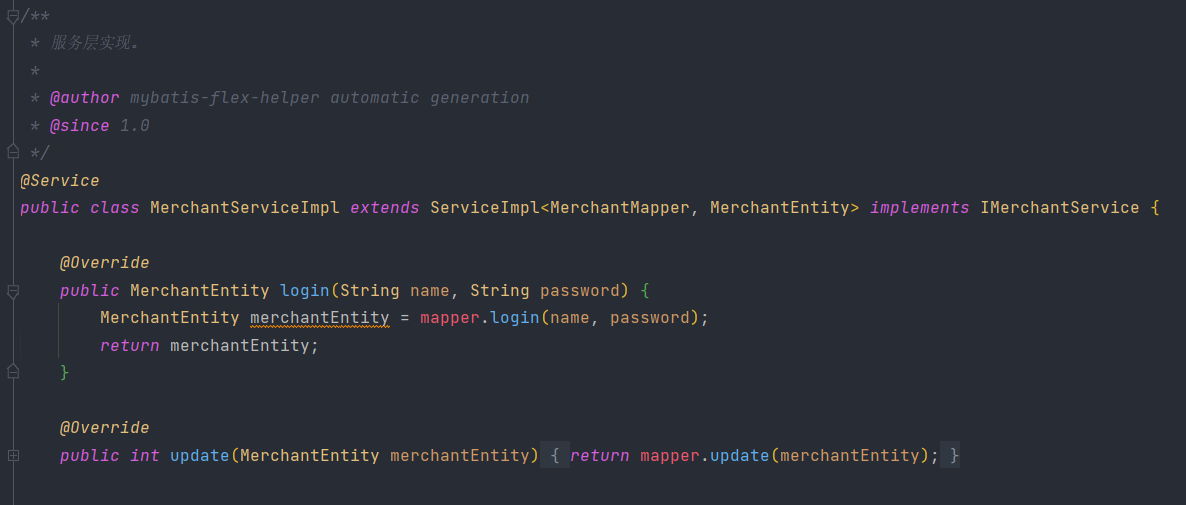 /**
 * 服务层实现。
 *
 * @author mybatis-flex-helper automatic generation
 * @since 1.0
 */
@Service
public class MerchantServiceImpl extends ServiceImpl<MerchantMapper, MerchantEntity> implements IMerchantService {
    @Override
    public MerchantEntity login(String name, String password) {
        MerchantEntity merchantEntity = mapper.login(name, password);
        return merchantEntity;
    }
    @Override
    public int update(MerchantEntity merchantEntity) { return mapper.update(merchantEntity); }